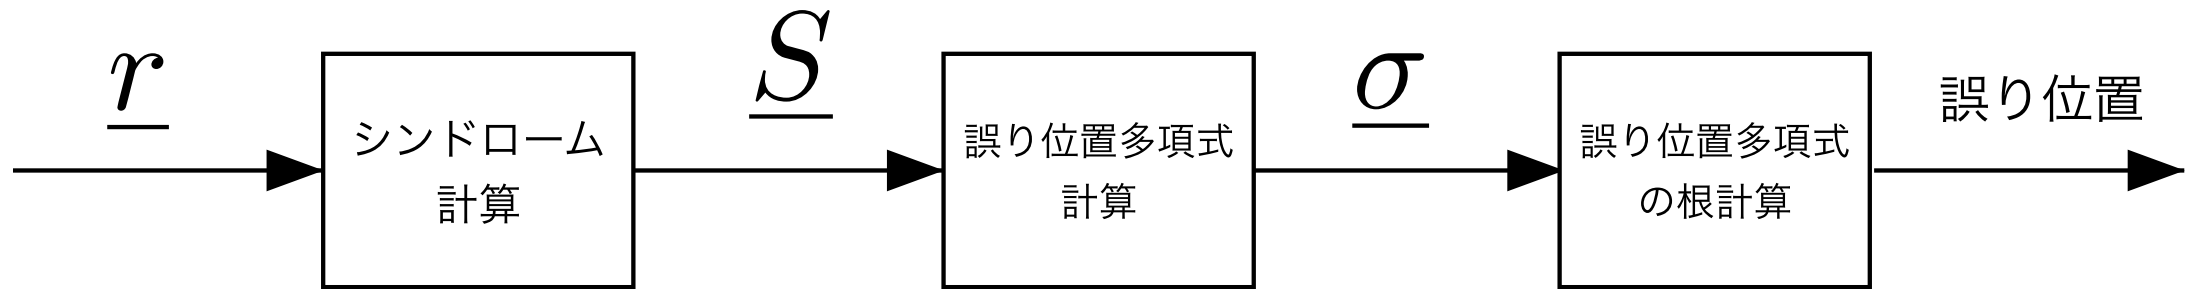 r
シンドローム
計算
S
誤り位置多項式
計算
σ
誤り位置多項式
の根計算
誤り位置